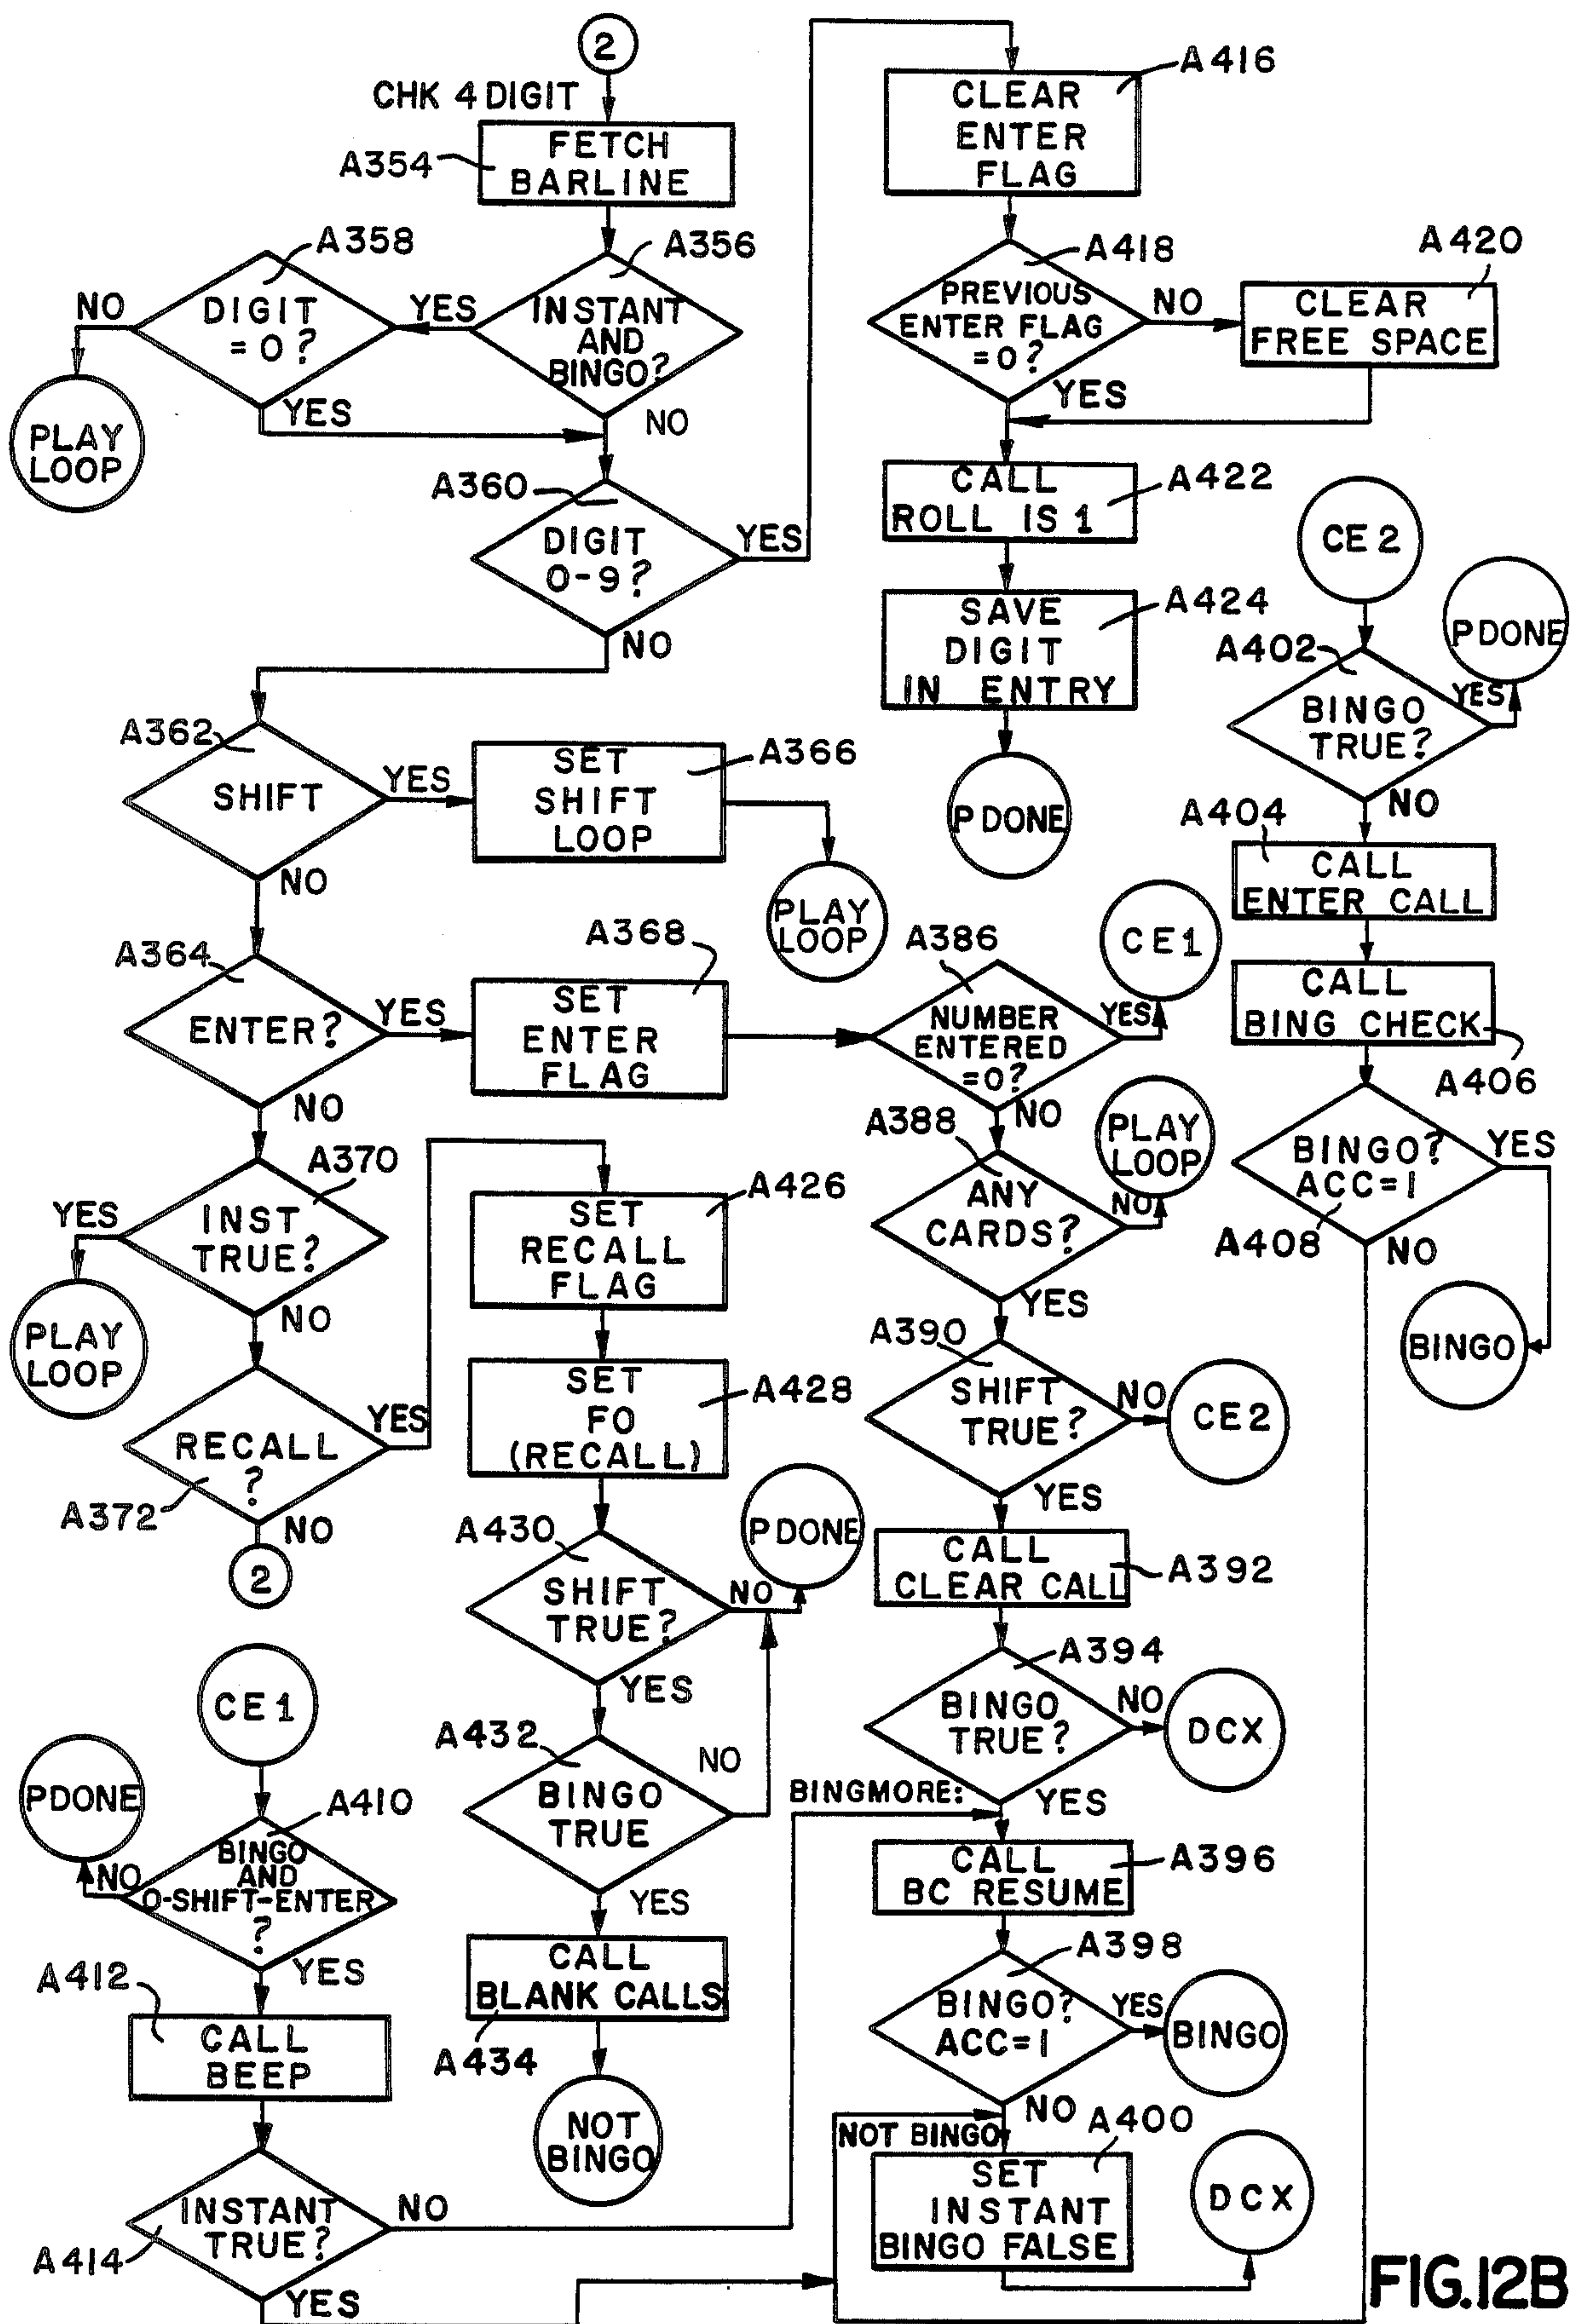 2
CHK 4 DIGIT
A354
FETCH
BARLINE
A358
A356
NO
DIGIT
= 0 ?
YES
INSTANT
AND
BINGO?
YES
NO
PLAY
LOOP
A360
DIGIT
0-9?
YES
NO
A362
SHIFT
YES
SET
SHIFT
LOOP
A366
PLAY
LOOP
NO
A364
ENTER?
YES
A368
SET
ENTER
FLAG
NO
A370
YES
INST
TRUE?
PLAY
LOOP
NO
RECALL
?
YES
A372
NO
2
A416
CLEAR
ENTER
FLAG
A418
PREVIOUS
ENTER FLAG
=0?
NO
A420
CLEAR
FREE SPACE
YES
CALL
ROLL IS 1
A422
SAVE
DIGIT
IN ENTRY
A424
PDONE
CE 2
PDONE
A402
YES
BINGO
TRUE?
NO
A404
CALL
ENTER CALL
CALL
BING CHECK
A406
BINGO?
ACC=1
YES
A408
NO
BINGO
A386
CE1
NUMBER
ENTERED
=0?
YES
NO
A388
PLAY
LOOP
ANY
CARDS?
NO
YES
A390
SHIFT
TRUE?
NO
CE2
YES
CALL
CLEAR CALL
A392
A394
BINGO
TRUE?
NO
DCX
BINGMORE:
YES
CALL
BC RESUME
A396
A398
BINGO?
ACC=1
YES
BINGO
NO
A400
NOT BINGO
SET
INSTANT
BINGO FALSE
DCX
A426
SET
RECALL
FLAG
SET
FO
(RECALL)
A428
PDONE
A430
SHIFT
TRUE?
NO
YES
A432
NO
BINGO
TRUE
YES
CALL
BLANK CALLS
A434
NOT
BINGO
CE1
PDONE
A410
BINGO
AND
0-SHIFT-ENTER
?
NO
YES
A412
CALL
BEEP
INSTANT
TRUE?
NO
A414
YES
FIG.12B